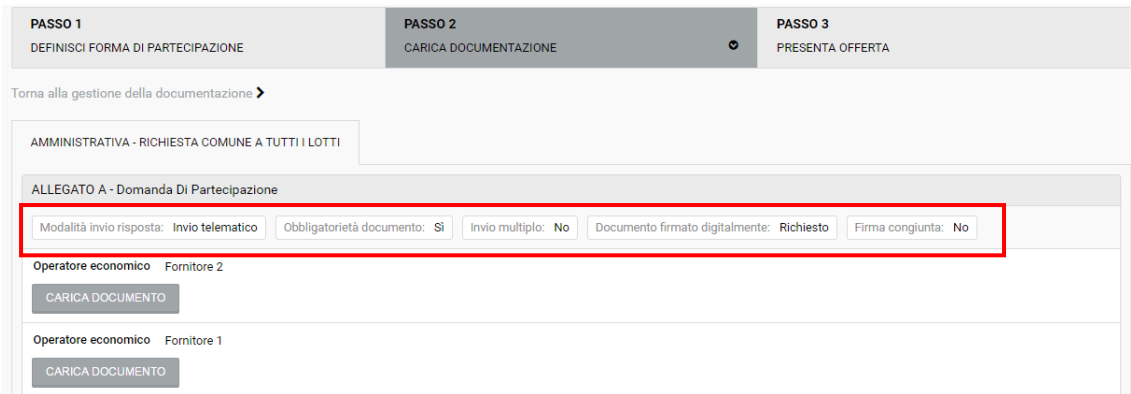 PASSO 1
DEFINISCI FORMA DI PARTECIPAZIONE
PASSO 2
CARICA DOCUMENTAZIONE
PASSO 3
PRESENTA OFFERTA
Torna alla gestione della documentazione
AMMINISTRATIVA - RICHIESTA COMUNE A TUTTI I LOTTI
ALLEGATO A - Domanda Di Partecipazione
Modalità invio risposta: Invio telematico Obbligatorietà documento: Sì Invio multiplo: No Documento firmato digitalmente: Richiesto Firma congiunta: No
Operatore economico Fornitore 2
CARICA DOCUMENTO
Operatore economico Fornitore 1
CARICA DOCUMENTO